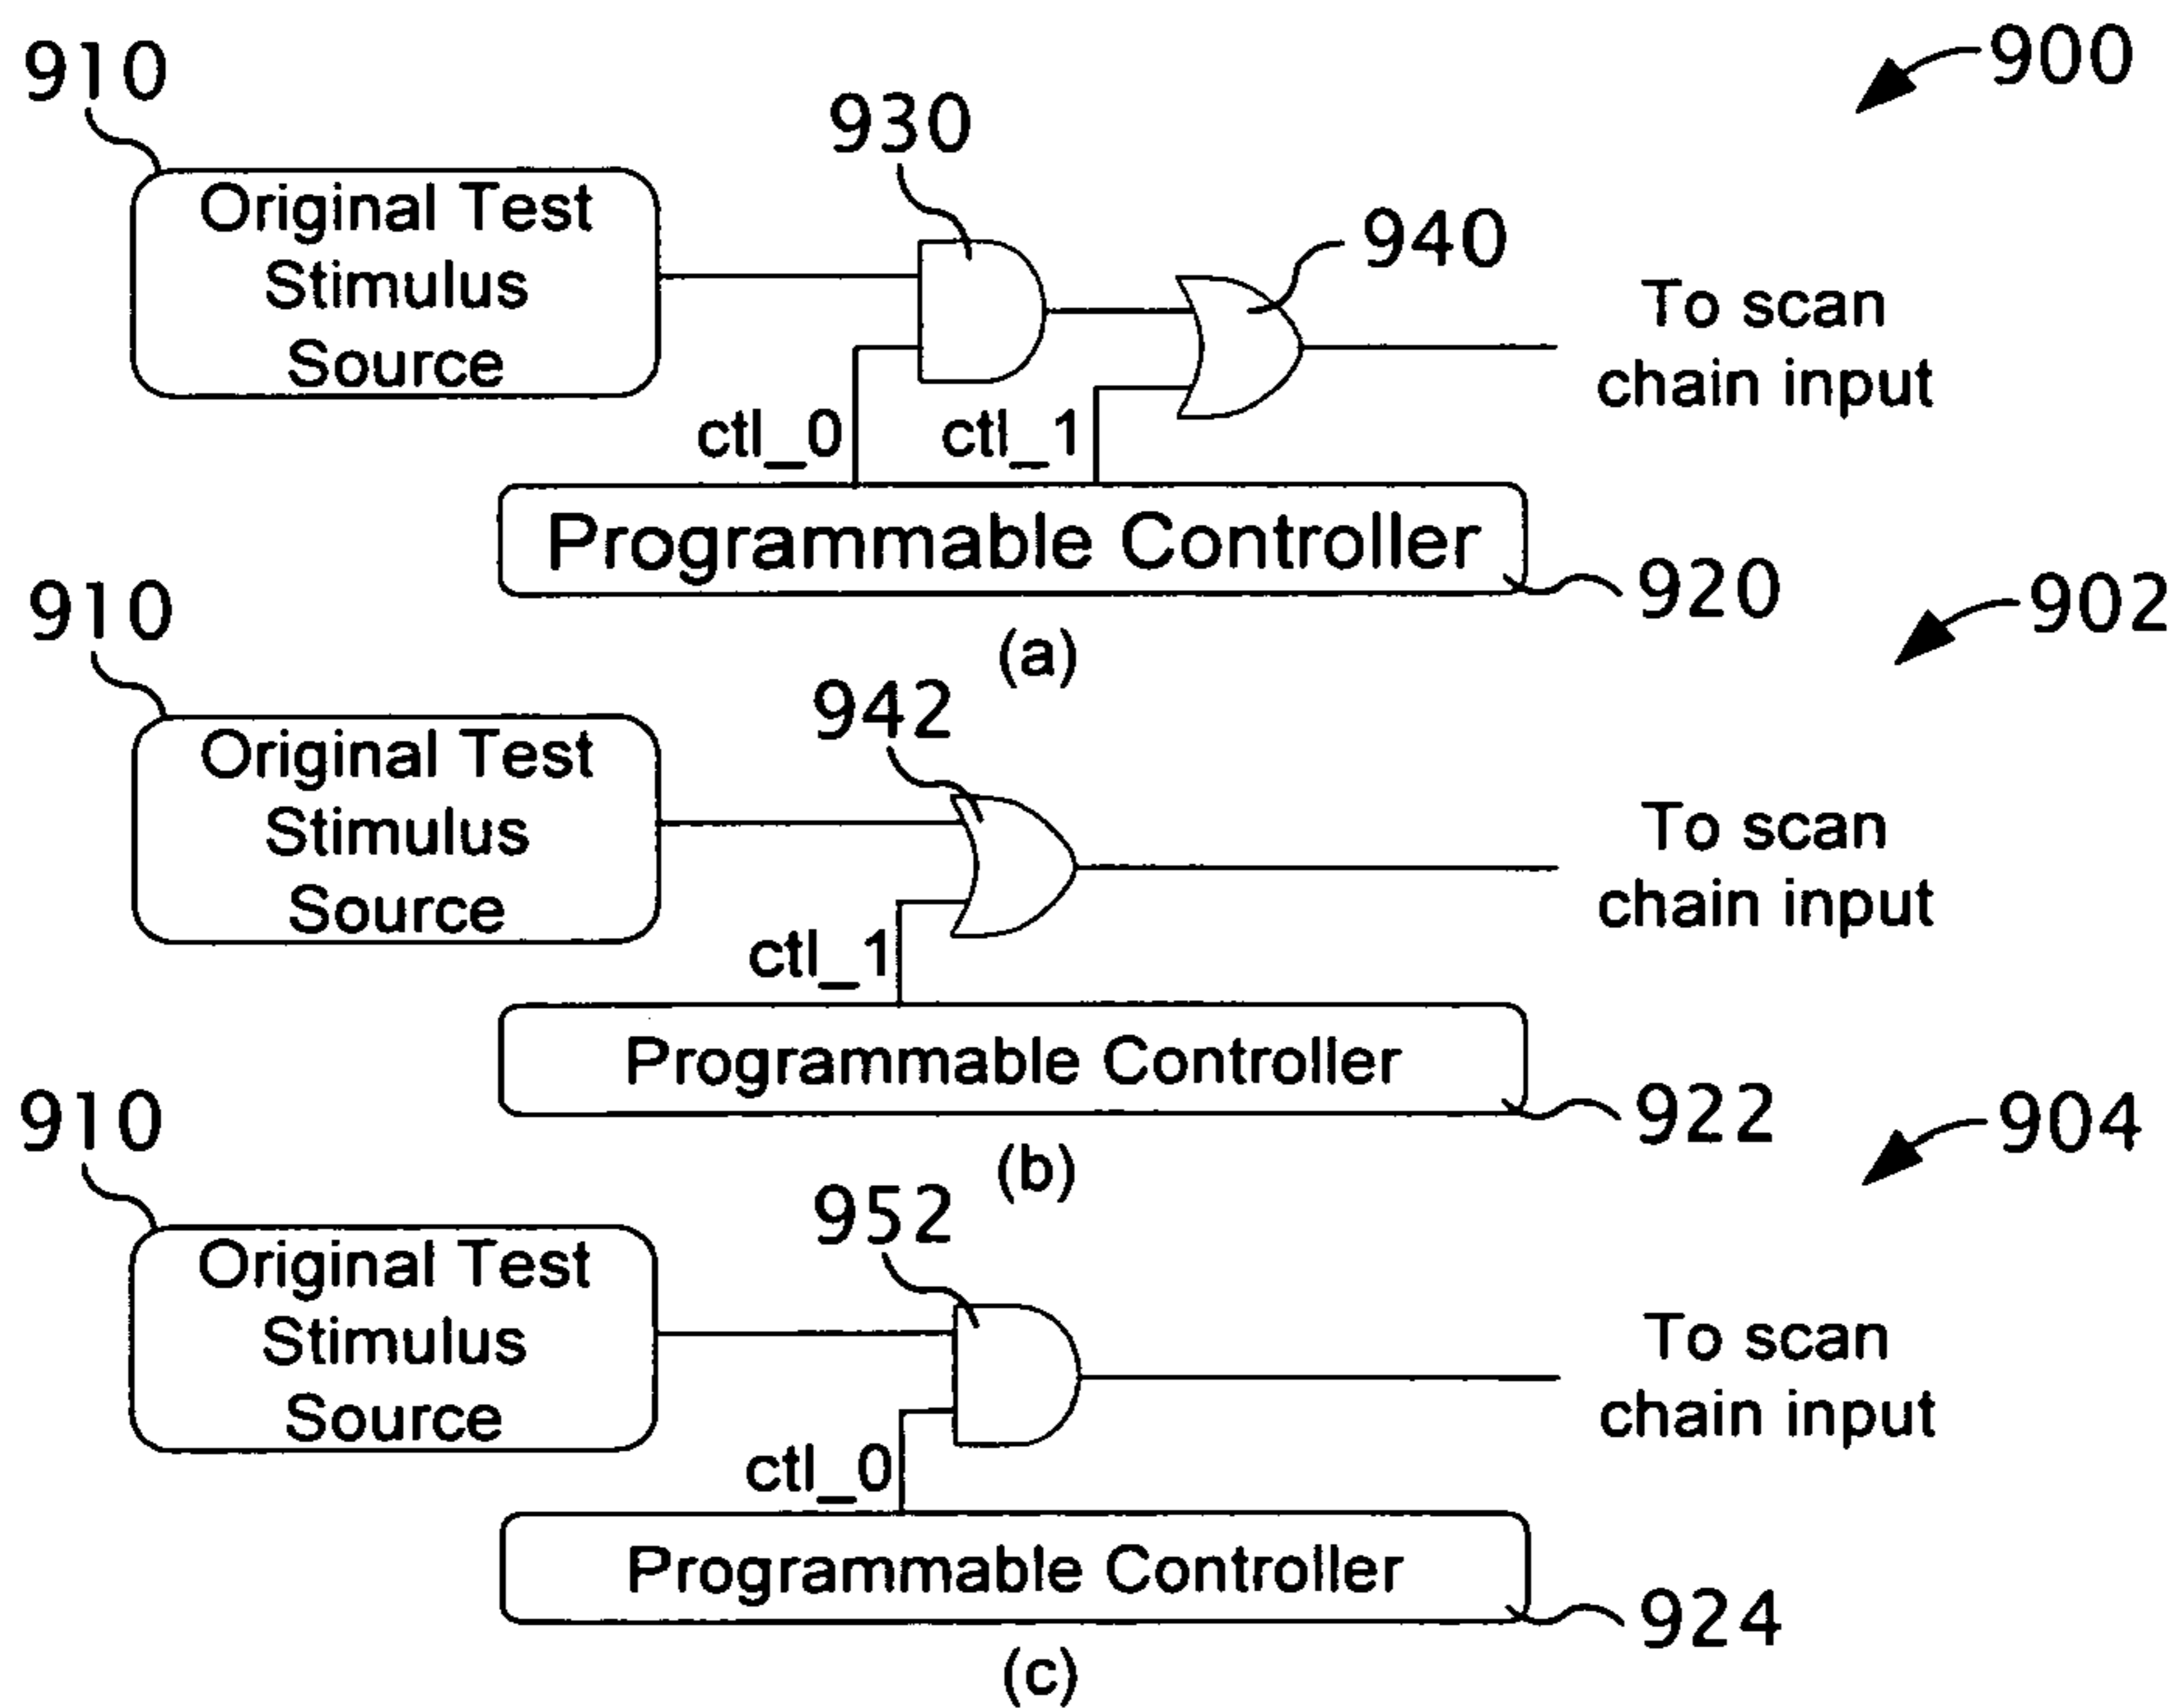 910
900
930
Original Test
Stimulus
Source
940
To scan
chain input
ctl_0
ctl_1
Programmable Controller
920
(a)
910
902
942
Original Test
Stimulus
Source
To scan
chain input
ctl_1
Programmable Controller
922
(b)
910
904
952
Original Test
Stimulus
Source
To scan
chain input
ctl_0
Programmable Controller
924
(c)